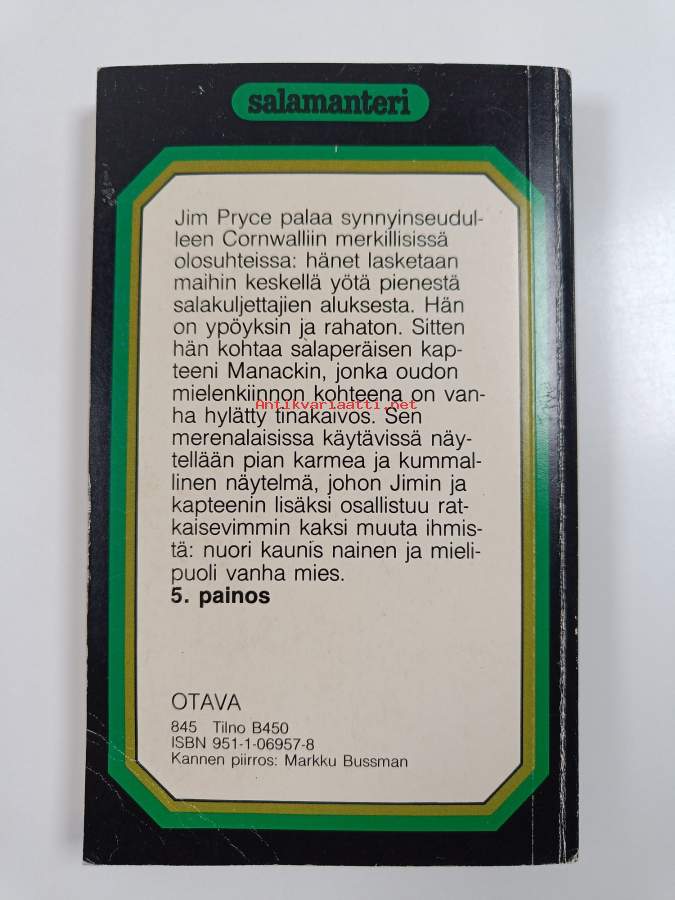 salamanteri
Jim Pryce palaa synnyinseudul-
leen Cornwalliin merkillisissä
olosuhteissa: hänet lasketaan
maihin keskellä yötä pienestä
salakuljettajien aluksesta. Hän
on ypöyksin ja rahaton. Sitten
hän kohtaa salaperäisen kap-
teeni Manackin, jonka oudon
mielenkiinnon kohteena on van-
Antikvariaatti.net
ha hylätty tinakaivos. Sen
merenalaisissa käytävissä näy-
tellään pian karmea ja kummal-
linen näytelmä, johon Jimin ja
kapteenin lisäksi osallistuu rat-
kaisevimmin kaksi muuta ihmis-
tä: nuori kaunis nainen ja mieli-
puoli vanha mies.
5. painos
OTAVA
845 Tilno B450
ISBN 951-1-06957-8
Kannen piirros: Markku Bussman